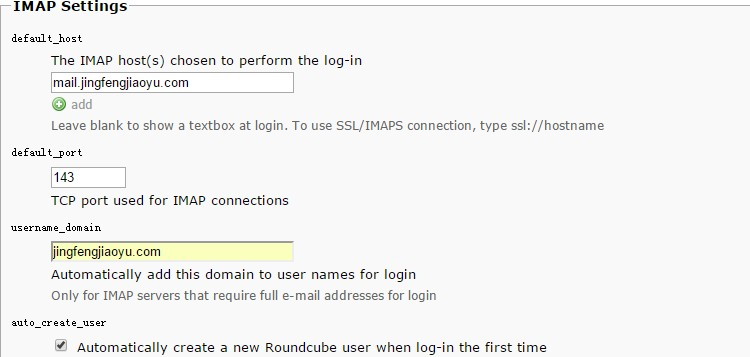 IMAP Settings
default_host
The IMAP host(s) chosen to perform the log-in
mail.jingfengjiaoyu.com
add
Leave blank to show a textbox at login. To use SSL/IMAPS connection, type ssl://hostname
default_port
143
TCP port used for IMAP connections
username_domain
jingfengjiaoyu.com
Automatically add this domain to user names for login
Only for IMAP servers that require full e-mail addresses for login
auto_create_user
Automatically create a new Roundcube user when log-in the first time